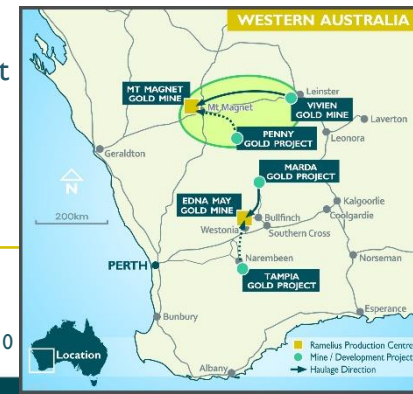 WESTERN AUSTRALIA
t
MT MAGNET
GOLD MINE
Mt Magnet
Leinster
VIVIEN
GOLD MINE
Laverton
Leonora
PENNY
GOLD PROJECT
Geraldton
MARDA
GOLD PROJECT
N
200km
EDNA MAY
GOLD MINE
Kalgoorlie
Coolgardie
Bullfinch
Westonia
Southern Cross
PERTH
Narembeen
Norseman
TAMPIA
GOLD PROJECT
Bunbury
Esperance
0
Location
Albany
Ramelius Production Centre
Mine / Development Project
Haulage Direction